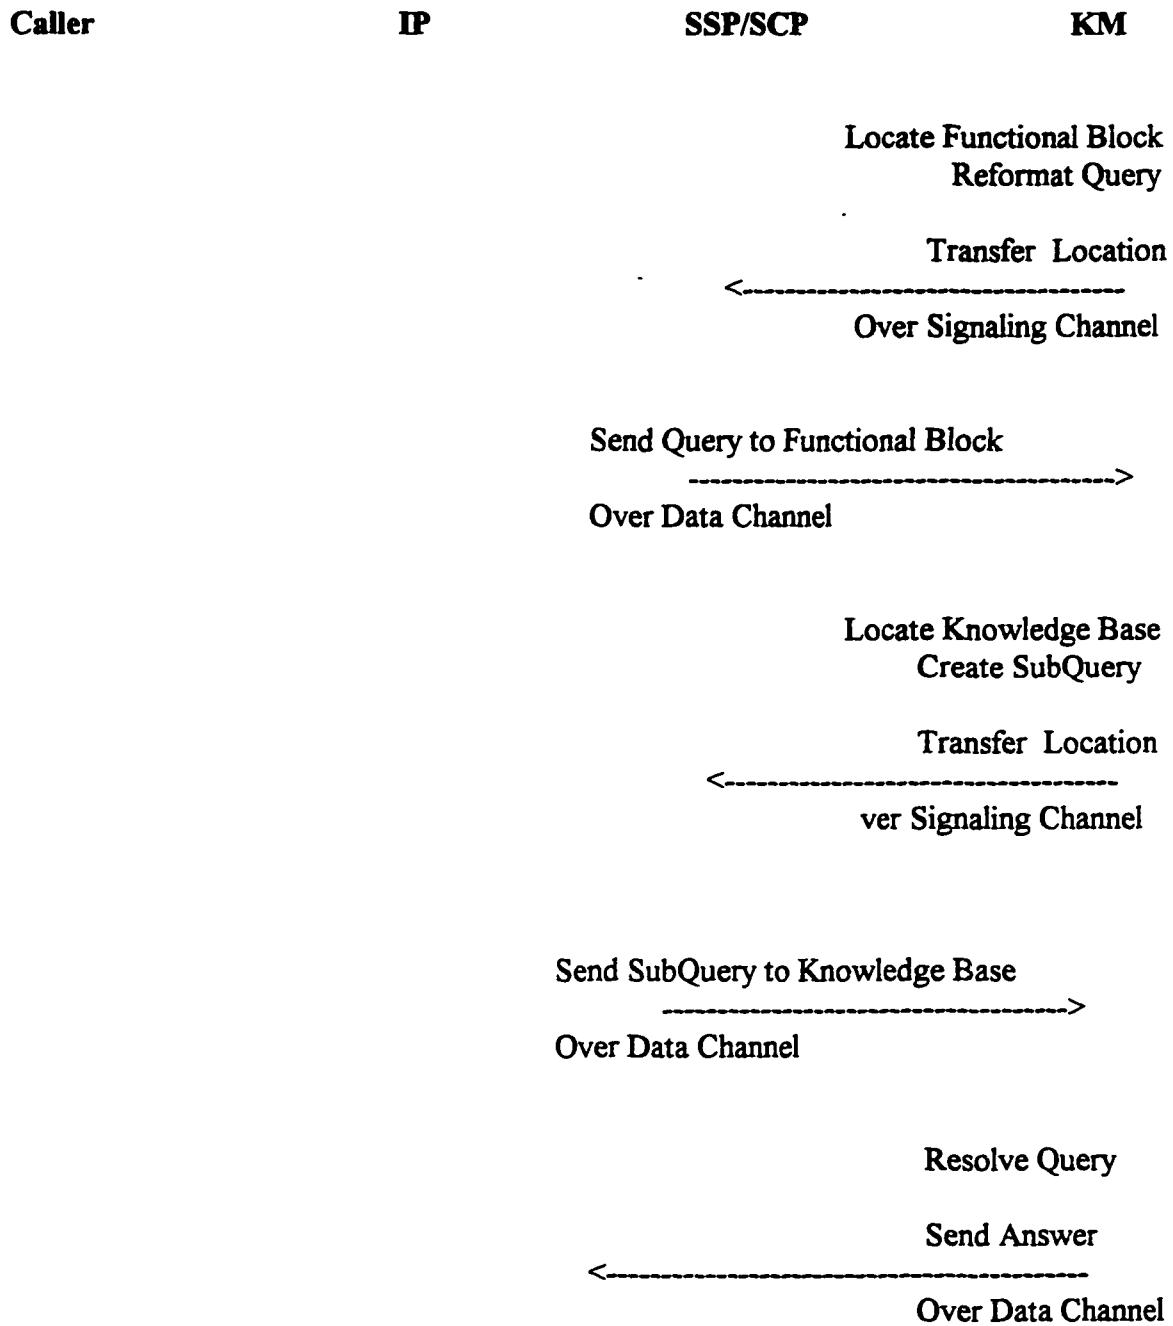 Caller IP SSP/SCP KM
Locate Functional Block
Reformat Query
Transfer Location
<------------------------------------
Over Signaling Channel
Send Query to Functional Block
---------------------------------------->
Over Data Channel
Locate Knowledge Base
Create SubQuery
Transfer Location
<------------------------------------
ver Signaling Channel
Send SubQuery to Knowledge Base
-------------------------------------->
Over Data Channel
Resolve Query
Send Answer
<---------------------------------------------
Over Data Channel